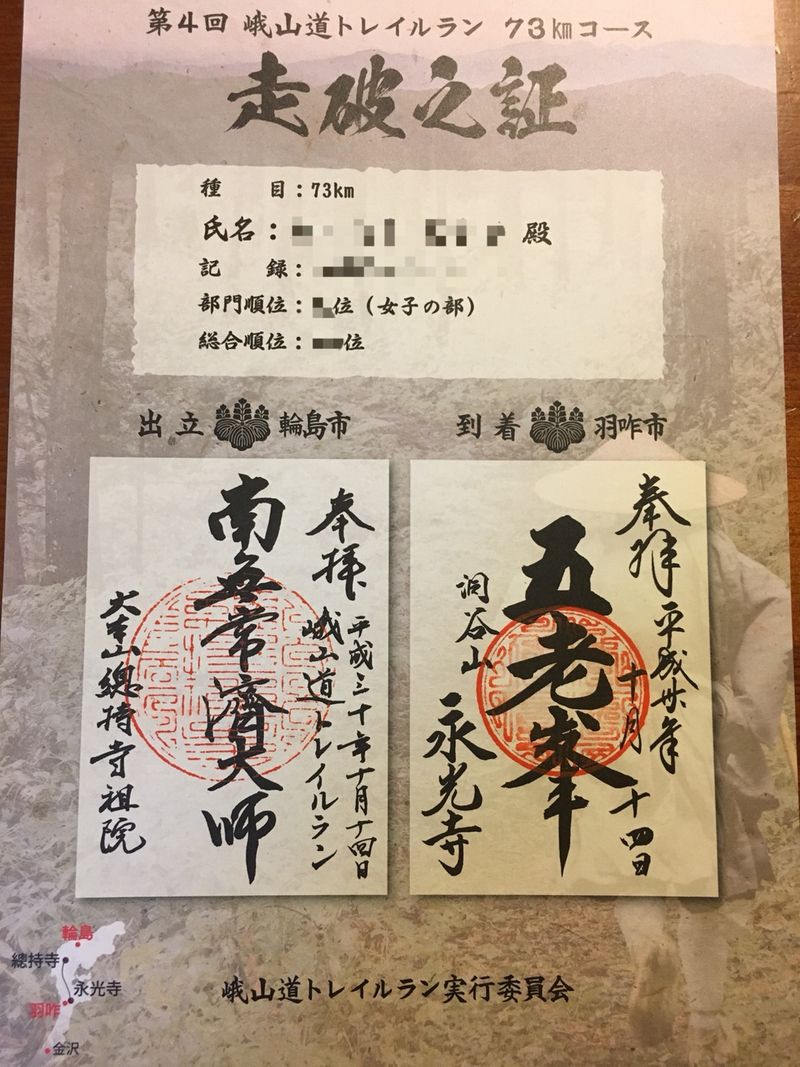 第4回 峨山道トレイルラン 73㎞コース
走破之証
種 目：73km
氏名： 殿
記 録：
部門順位： 位（女子の部）
総合順位： 位
出立 輪島市
到着 羽咋市
奉拝
平成三十年十月十四日
峨山道トレイルラン
南無常濟大師
大本山總持寺祖院
奉拝
平成卅年
十月十四日
五老峯
洞谷山
永光寺
輪島
總持寺
永光寺
羽咋
金沢
峨山道トレイルラン実行委員会